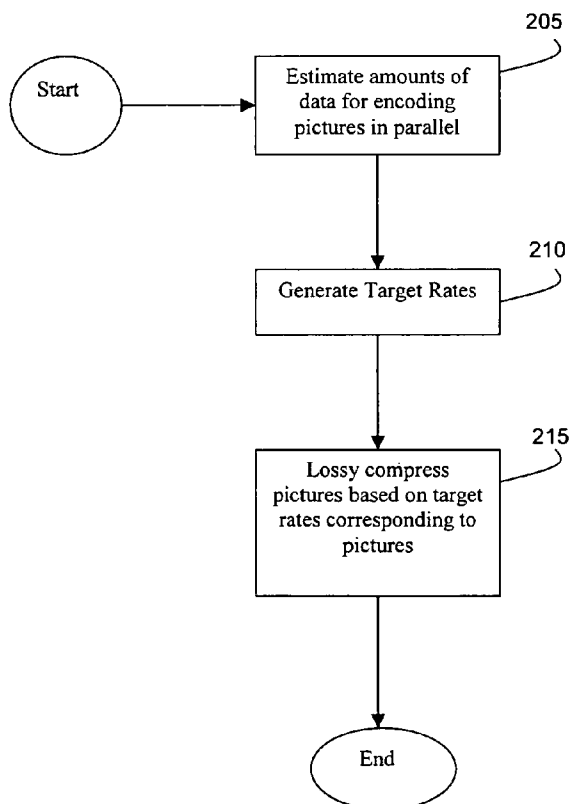 205
Start
Estimate amounts of
data for encoding
pictures in parallel
210
Generate Target Rates
215
Lossy compress
pictures based on target
rates corresponding to
pictures
End